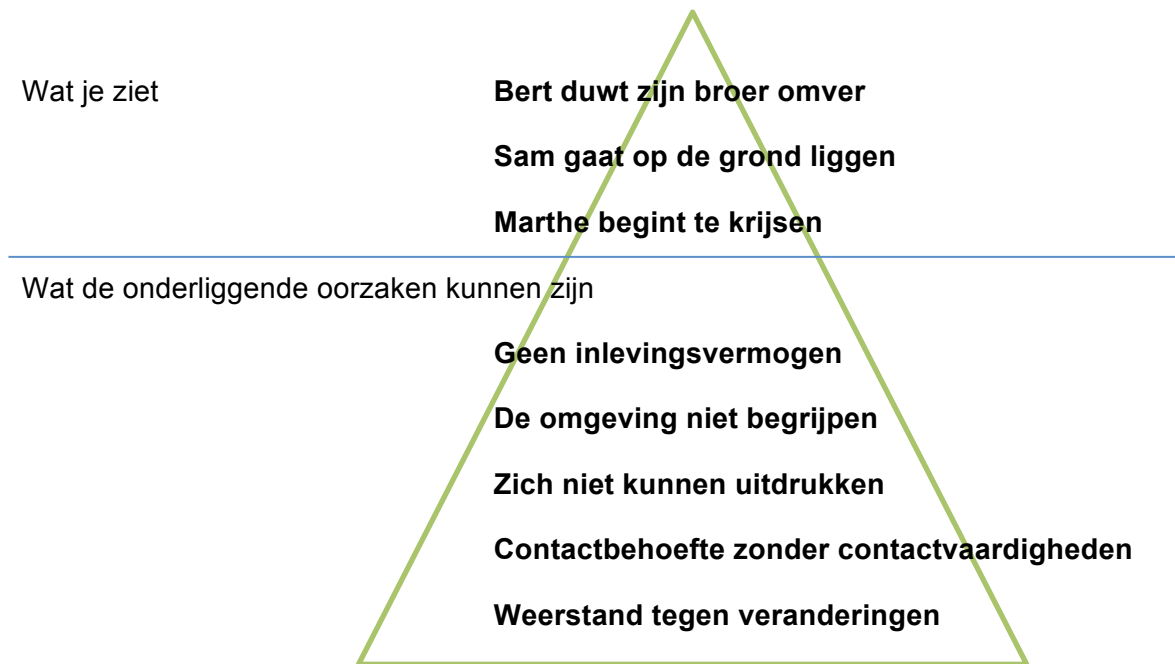 Wat je ziet
Bert duwt zijn broer omver
Sam gaat op de grond liggen
Marthe begint te krijsen
Wat de onderliggende oorzaken kunnen zijn
Geen inlevingsvermogen
De omgeving niet begrijpen
Zich niet kunnen uitdrukken
Contactbehoefte zonder contactvaardigheden
Weerstand tegen veranderingen